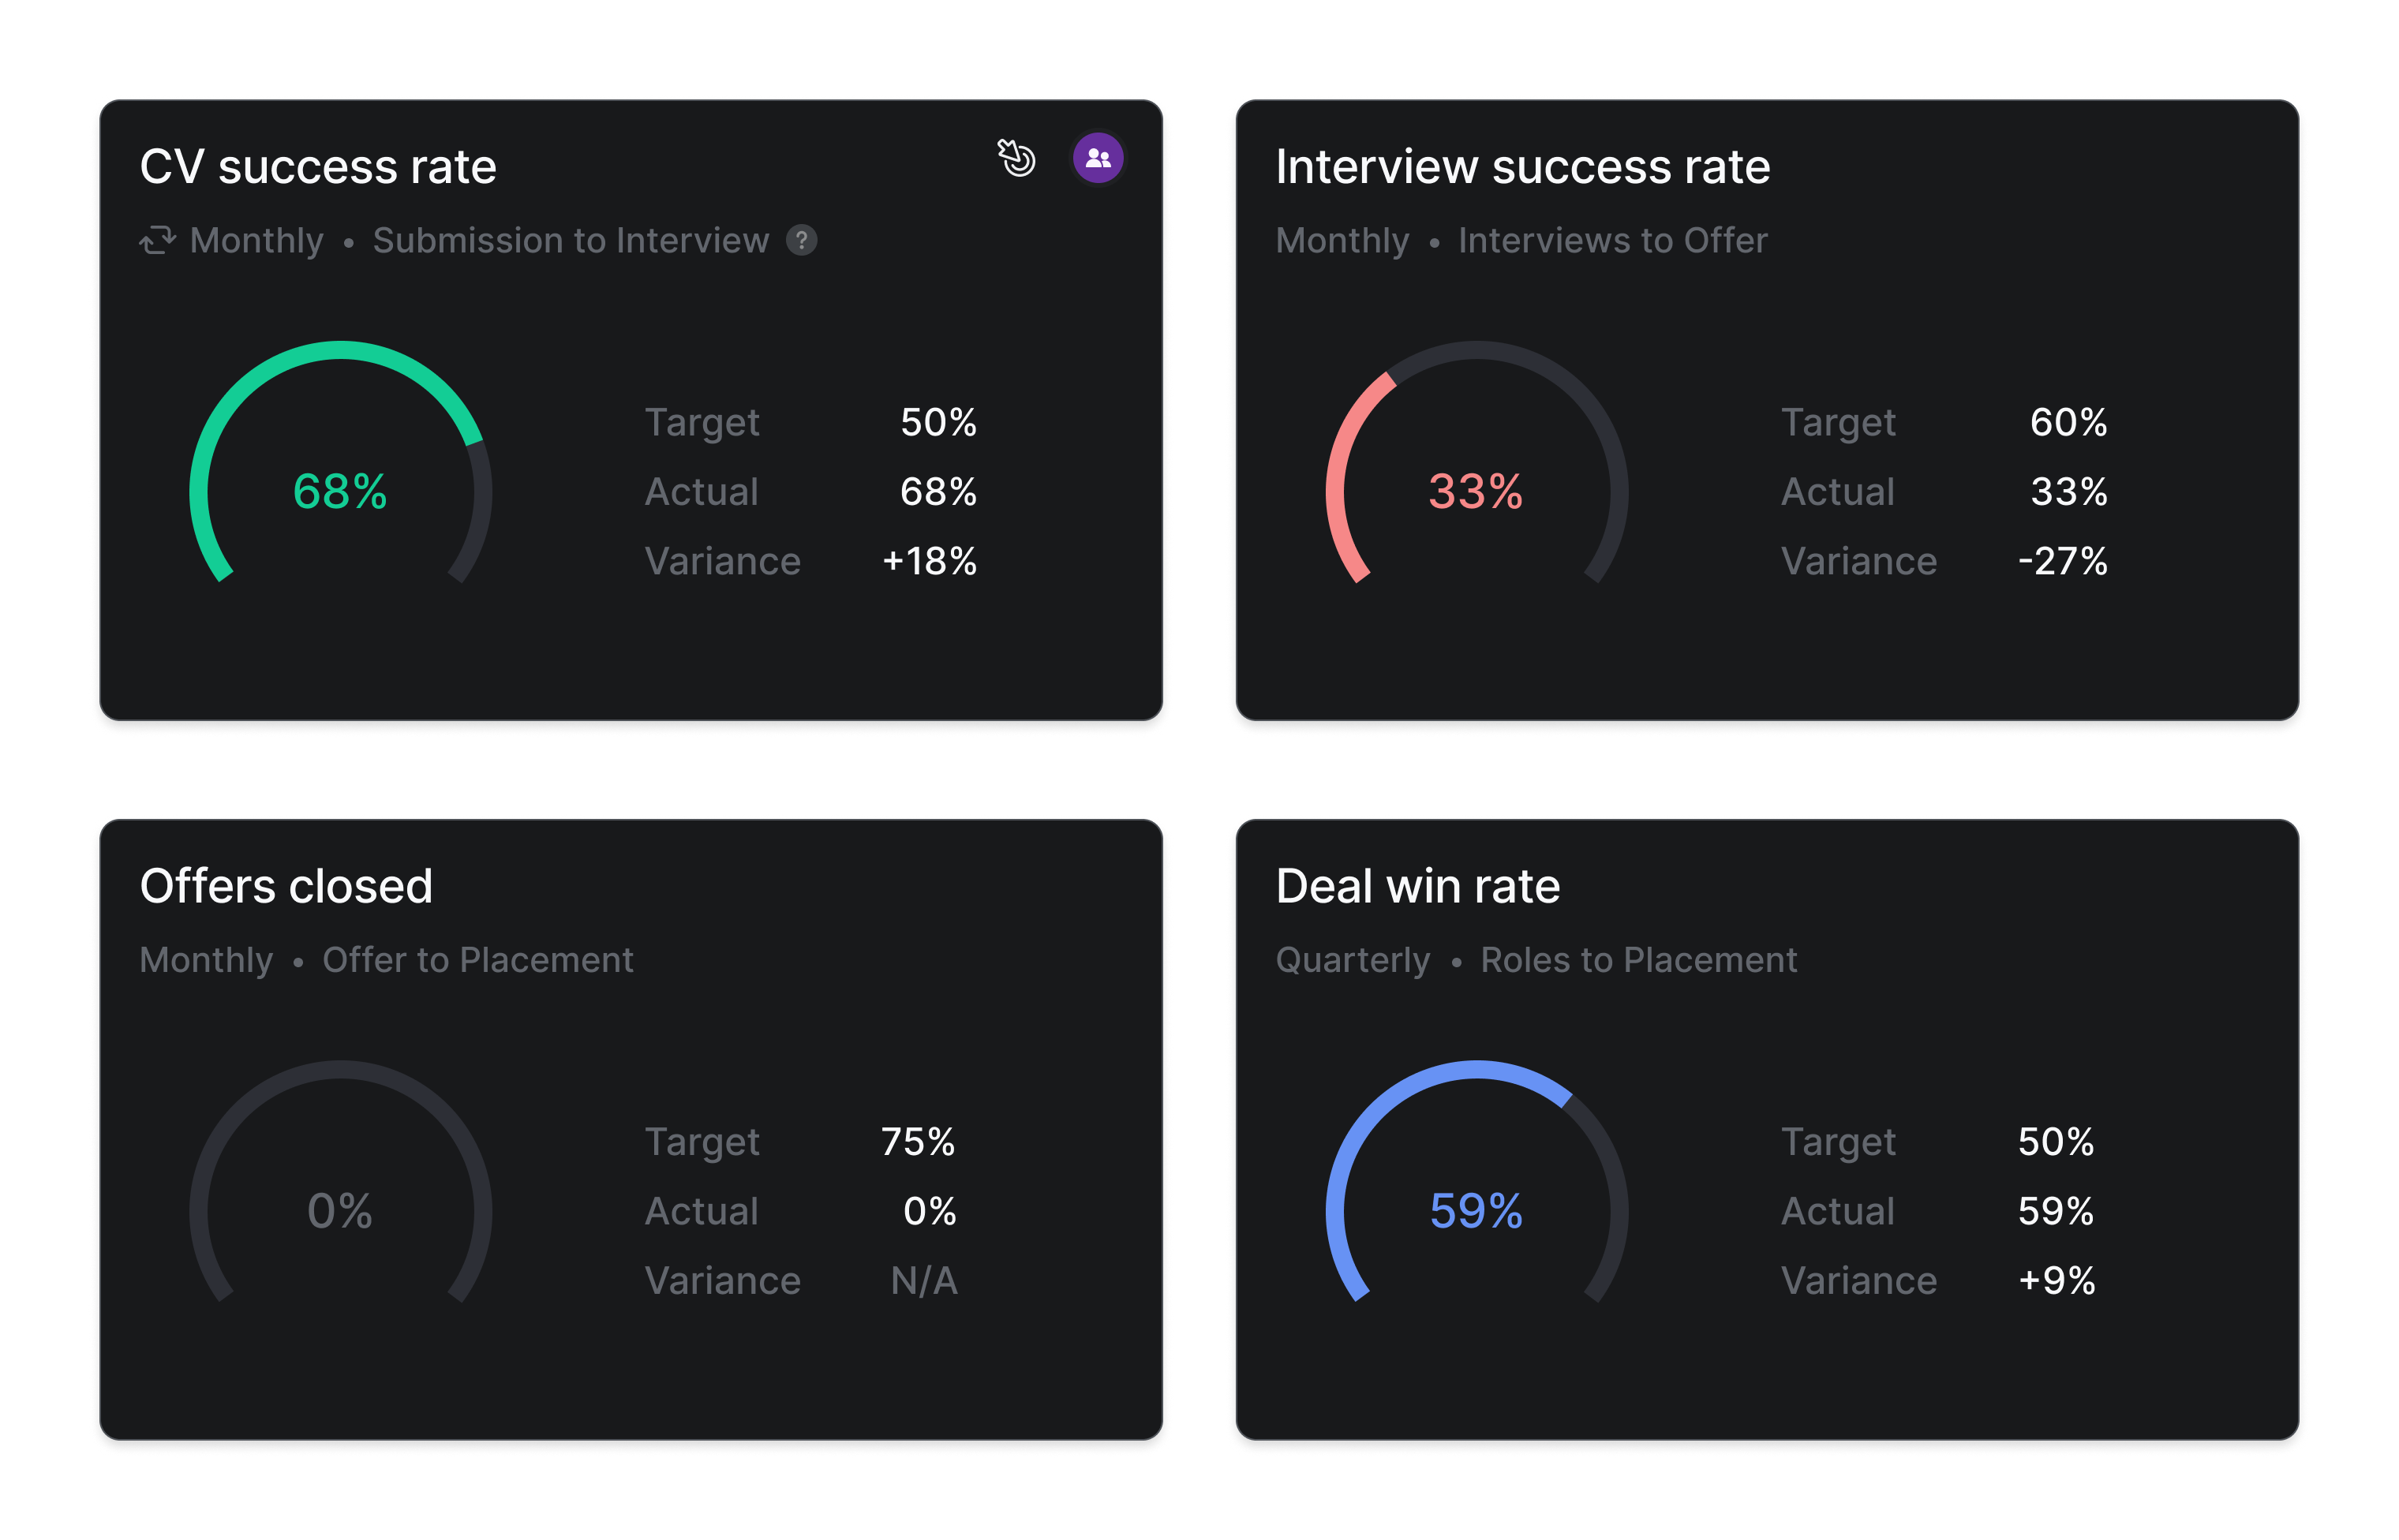 CV success rate
Monthly • Submission to Interview ?
68%
Target 50%
Actual 68%
Variance +18%
Interview success rate
Monthly • Interviews to Offer
33%
Target 60%
Actual 33%
Variance -27%
Offers closed
Monthly • Offer to Placement
0%
Target 75%
Actual 0%
Variance N/A
Deal win rate
Quarterly • Roles to Placement
59%
Target 50%
Actual 59%
Variance +9%